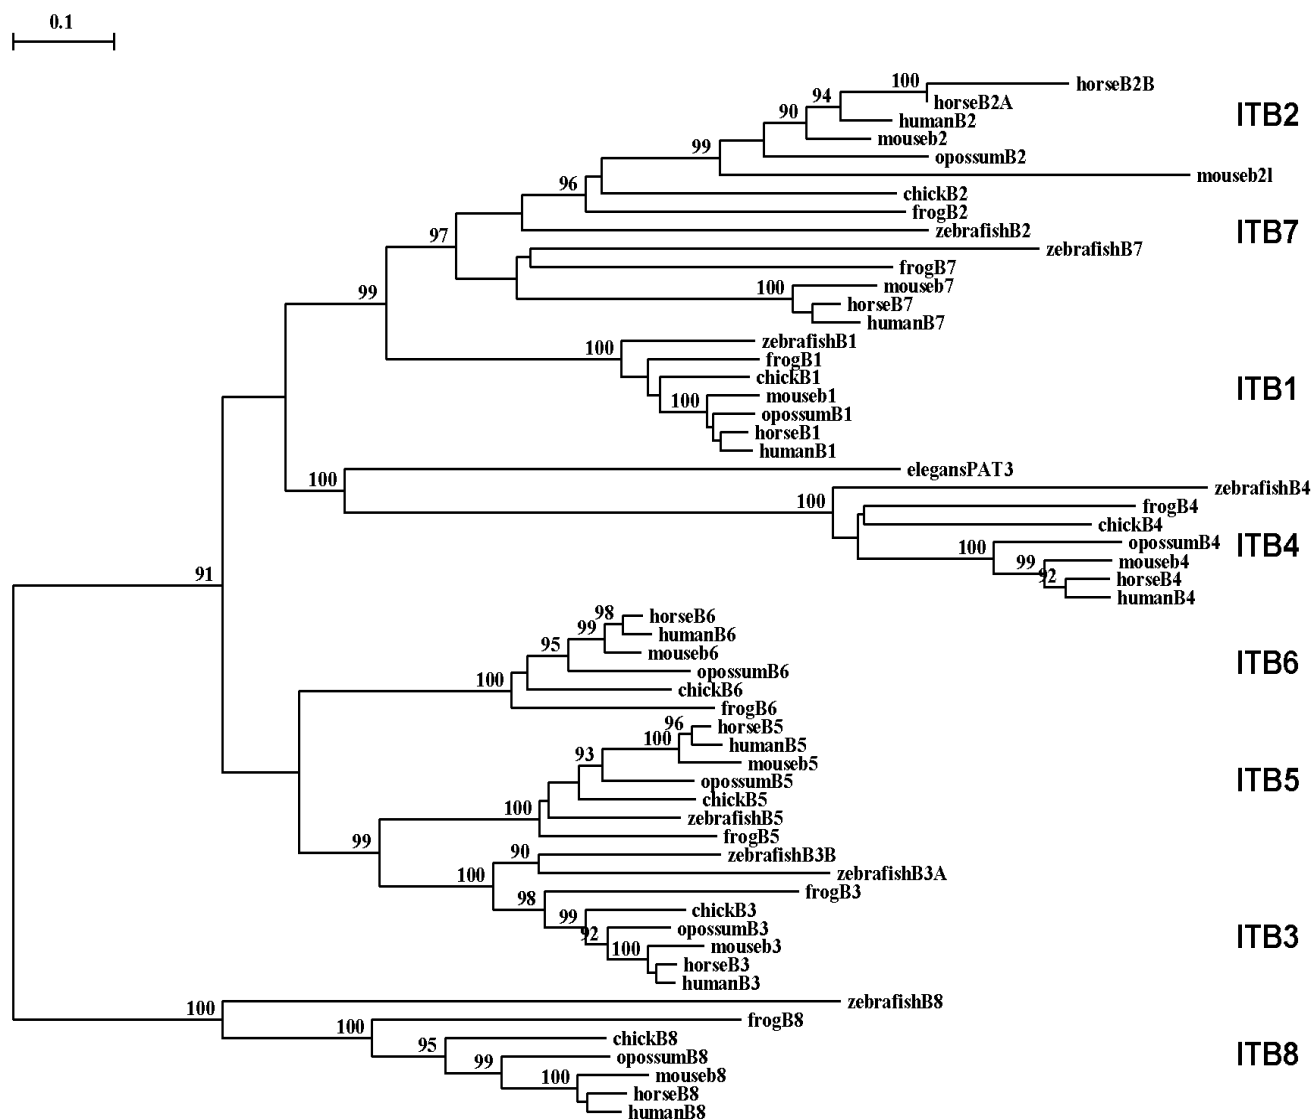 0.1
100
horseB2B
94
horseB2A
ITB2
90
humanB2
99
mouseb2
opossumB2
mouseb2l
96
chickB2
frogB2
97
zebrafishB2
ITB7
zebrafishB7
frogB7
99
100
mouseb7
horseB7
humanB7
100
zebrafishB1
frogB1
chickB1
ITB1
100
mouseb1
opossumB1
horseB1
humanB1
100
elegansPAT3
100
zebrafishB4
frogB4
chickB4
100
opossumB4
ITB4
99
mouseb4
92
horseB4
humanB4
91
98
horseB6
99
humanB6
95
mouseb6
ITB6
100
opossumB6
chickB6
frogB6
96
horseB5
100
humanB5
93
mouseb5
opossumB5
ITB5
100
chickB5
zebrafishB5
frogB5
99
90
zebrafishB3B
100
zebrafishB3A
98
frogB3
99
chickB3
92
opossumB3
ITB3
100
mouseb3
horseB3
humanB3
100
zebrafishB8
100
frogB8
95
chickB8
99
opossumB8
ITB8
100
mouseb8
horseB8
humanB8